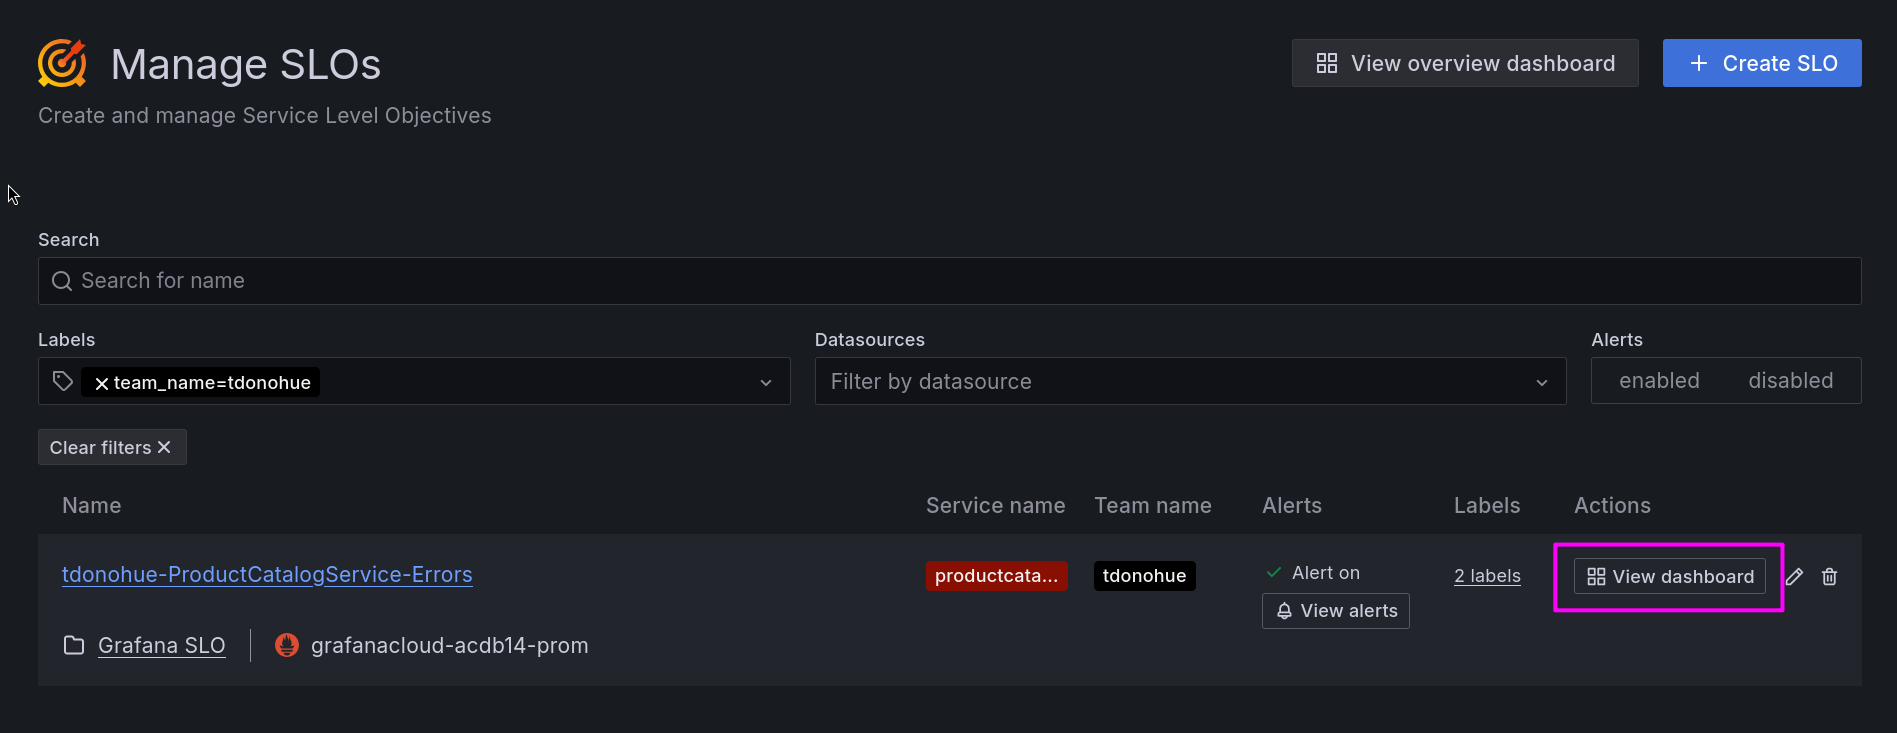 Manage SLOs
View overview dashboard
Create SLO
Create and manage Service Level Objectives
Search
Search for name
Labels
Datasources
Alerts
team_name=tdonohue
Filter by datasource
enabled disabled
Clear filters
Name Service name Team name Alerts Labels Actions
tdonohue-ProductCatalogService-Errors
productcata...
tdonohue
Alert on
View alerts
2 labels
View dashboard
Grafana SLO
grafanacloud-acdb14-prom